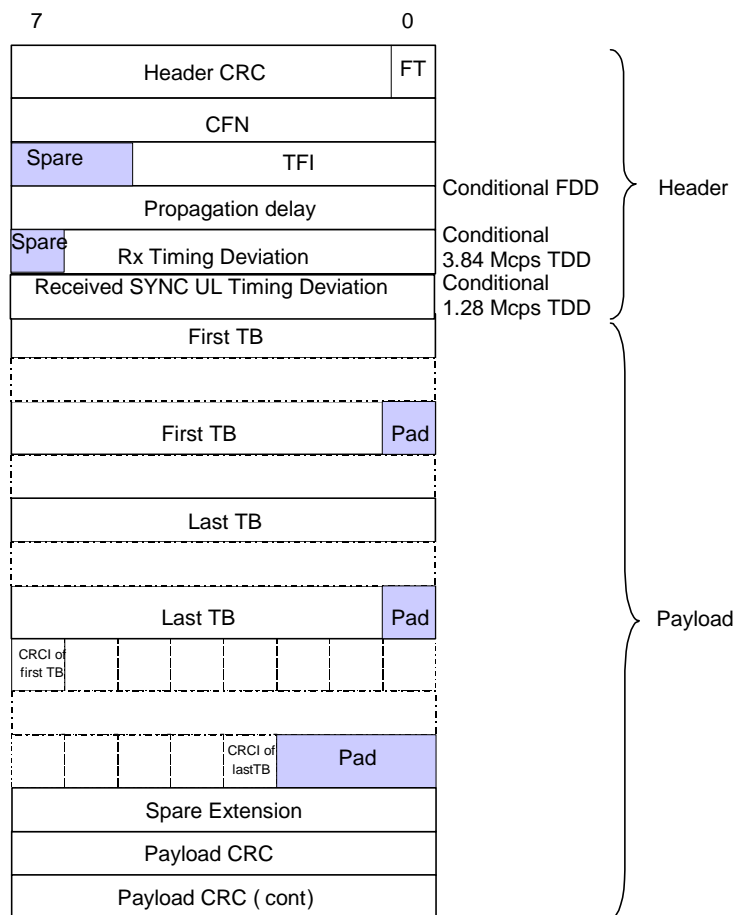 7 0
Header CRC FT
CFN
Spare TFI
Conditional FDD
Header
Propagation delay
Spare Rx Timing Deviation
Conditional
3.84 Mcps TDD
Received SYNC UL Timing Deviation
Conditional
1.28 Mcps TDD
First TB
First TB Pad
Last TB
Last TB Pad
Payload
CRCI of
first TB
CRCI of
lastTB
Pad
Spare Extension
Payload CRC
Payload CRC ( cont)